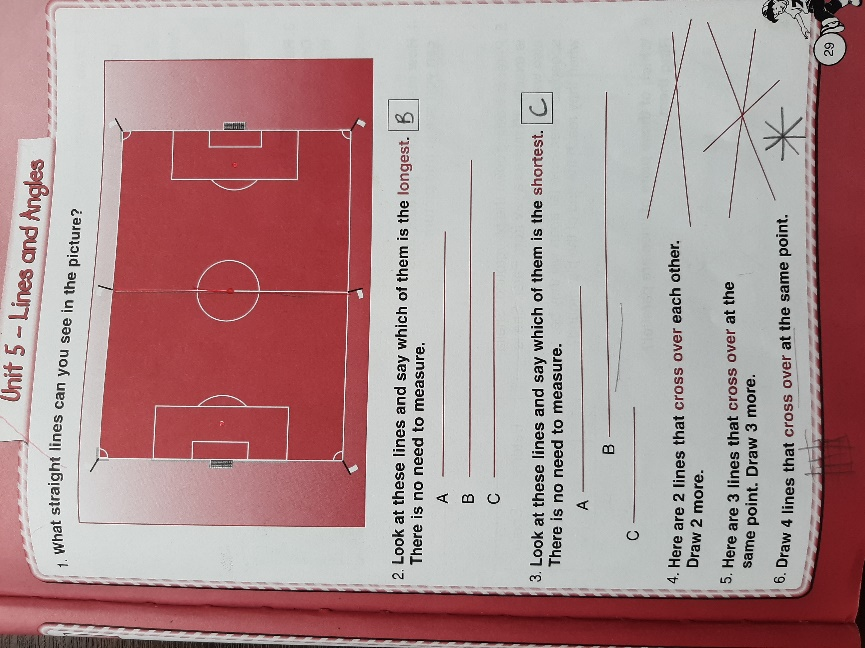 Unit 5 - Lines and Angles
1. What straight lines can you see in the picture?
2. Look at these lines and say which of them is the longest. B
There is no need to measure.
A
B
C
3. Look at these lines and say which of them is the shortest. C
There is no need to measure.
A
B
C
4. Here are 2 lines that cross over each other.
Draw 2 more.
5. Here are 3 lines that cross over at the
same point. Draw 3 more.
6. Draw 4 lines that cross over at the same point.
29